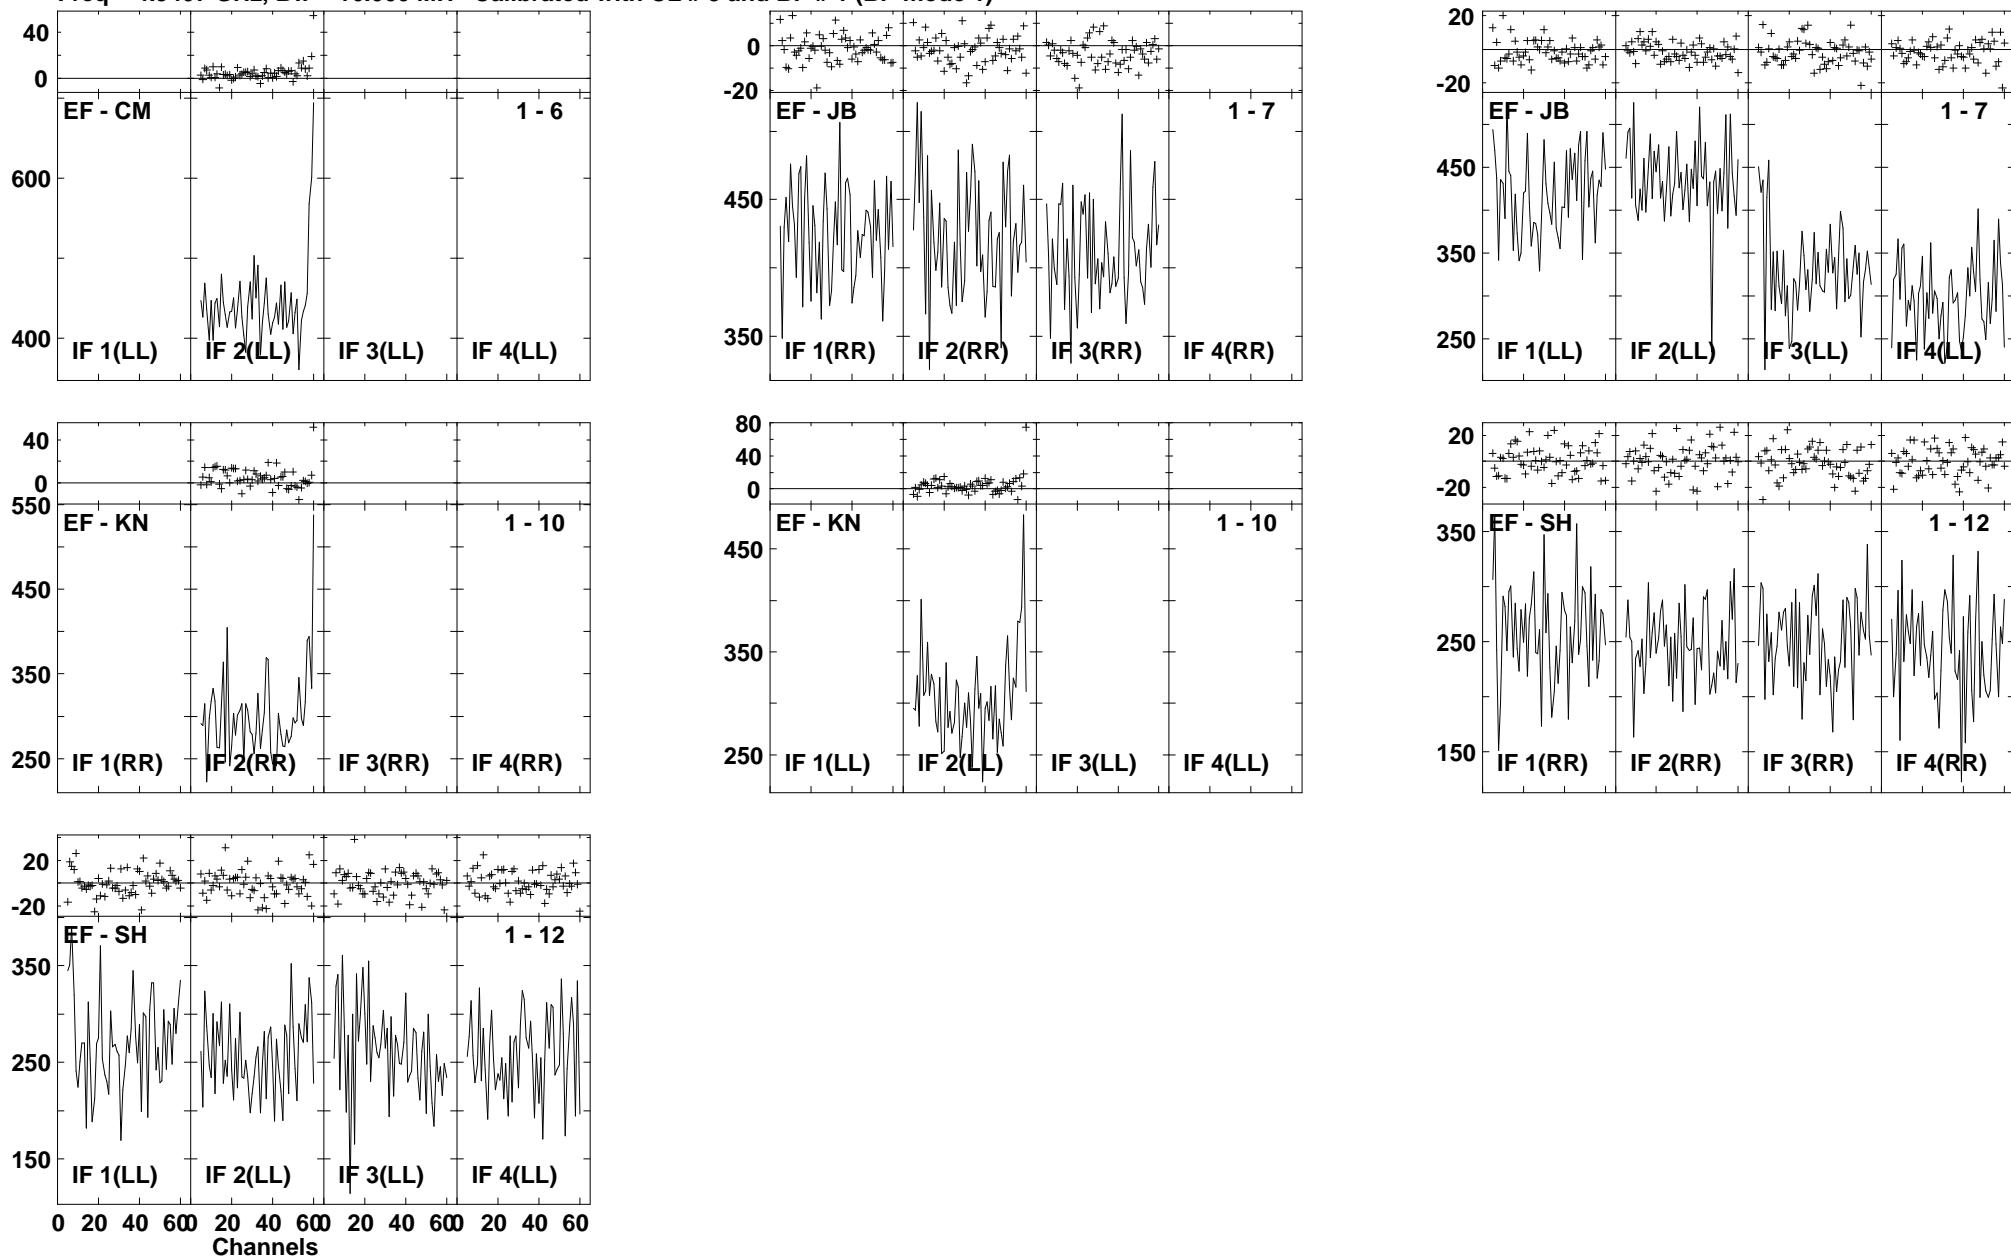 40
0
EF - CM
1 - 6
600
400
IF 1(LL) IF 2(LL) IF 3(LL) IF 4(LL)
0
-20
EF - JB
1 - 7
450
350
IF 1(RR) IF 2(RR) IF 3(RR) IF 4(RR)
20
-20
EF - JB
1 - 7
450
350
250
IF 1(LL) IF 2(LL) IF 3(LL) IF 4(LL)
40
0
550
EF - KN
1 - 10
450
350
250
IF 1(RR) IF 2(RR) IF 3(RR) IF 4(RR)
80
40
0
EF - KN
1 - 10
450
350
250
IF 1(LL) IF 2(LL) IF 3(LL) IF 4(LL)
20
-20
350
EF - SH
1 - 12
250
150
IF 1(RR) IF 2(RR) IF 3(RR) IF 4(RR)
20
-20
EF - SH
1 - 12
350
250
150
IF 1(LL) IF 2(LL) IF 3(LL) IF 4(LL)
0 20 40 60 0 20 40 60 0 20 40 60 0 20 40 60
Channels